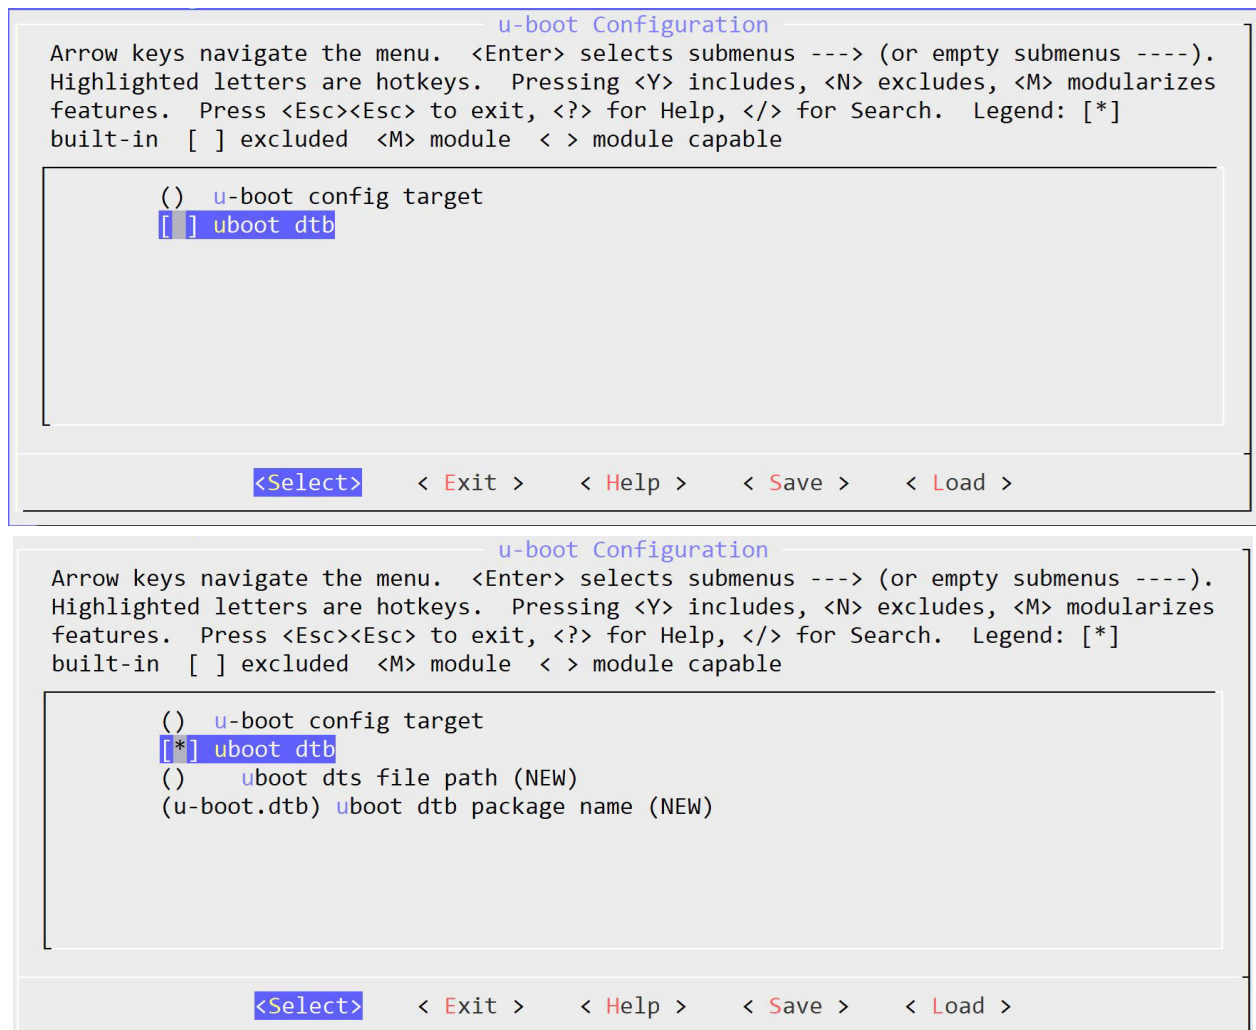 u-boot Configuration
Arrow keys navigate the menu.  <Enter> selects submenus ---> (or empty submenus ----).
Highlighted letters are hotkeys.  Pressing <Y> includes, <N> excludes, <M> modularizes
features.  Press <Esc><Esc> to exit, <?> for Help, </> for Search.  Legend: [*]
built-in  [ ] excluded  <M> module  < > module capable
()  u-boot config target
[ ] uboot dtb
<Select>    < Exit >    < Help >    < Save >    < Load >
u-boot Configuration
Arrow keys navigate the menu.  <Enter> selects submenus ---> (or empty submenus ----).
Highlighted letters are hotkeys.  Pressing <Y> includes, <N> excludes, <M> modularizes
features.  Press <Esc><Esc> to exit, <?> for Help, </> for Search.  Legend: [*]
built-in  [ ] excluded  <M> module  < > module capable
()  u-boot config target
[*] uboot dtb
()    uboot dts file path (NEW)
(u-boot.dtb) uboot dtb package name (NEW)
<Select>    < Exit >    < Help >    < Save >    < Load >